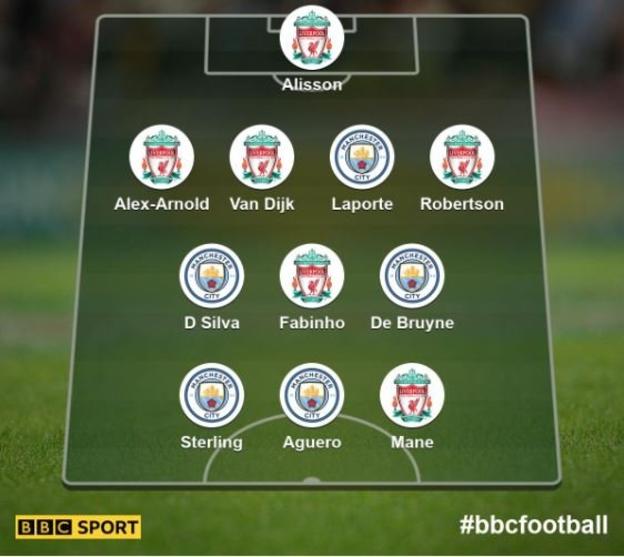 Alisson
Alex-Arnold Van Dijk Laporte Robertson
D Silva Fabinho De Bruyne
Sterling Aguero Mane
BBC SPORT #bbcfootball